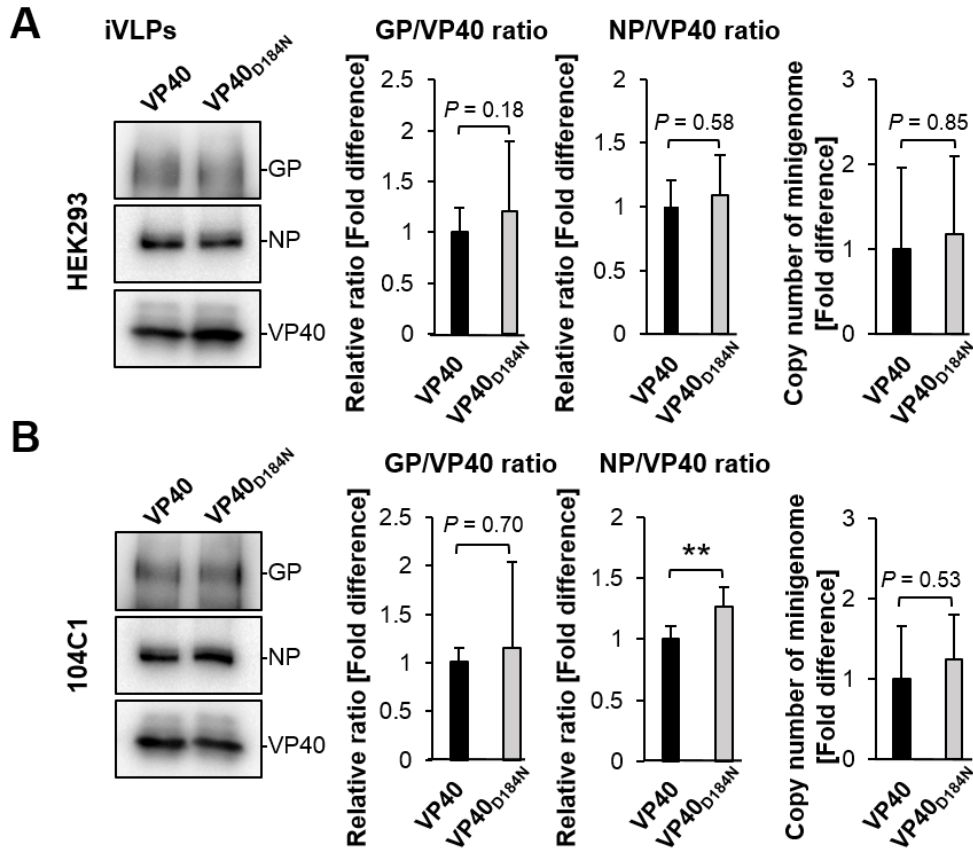 A
iVLPs
GP/VP40 ratio
NP/VP40 ratio
VP40
VP40D184N
HEK293
-GP
-NP
-VP40
Relative ratio [Fold difference]
2.5
2
1.5
1
0.5
0
P = 0.18
VP40
VP40D184N
Relative ratio [Fold difference]
2
1.5
1
0.5
0
P = 0.58
VP40
VP40D184N
Copy number of minigenome
[Fold difference]
3
2
1
0
P = 0.85
VP40
VP40D184N
B
GP/VP40 ratio
NP/VP40 ratio
VP40
VP40D184N
104C1
-GP
-NP
-VP40
Relative ratio [Fold difference]
2.5
2
1.5
1
0.5
0
P = 0.70
VP40
VP40D184N
Relative ratio [Fold difference]
2
1.5
1
0.5
0
**
VP40
VP40D184N
Copy number of minigenome
[Fold difference]
3
2
1
0
P = 0.53
VP40
VP40D184N